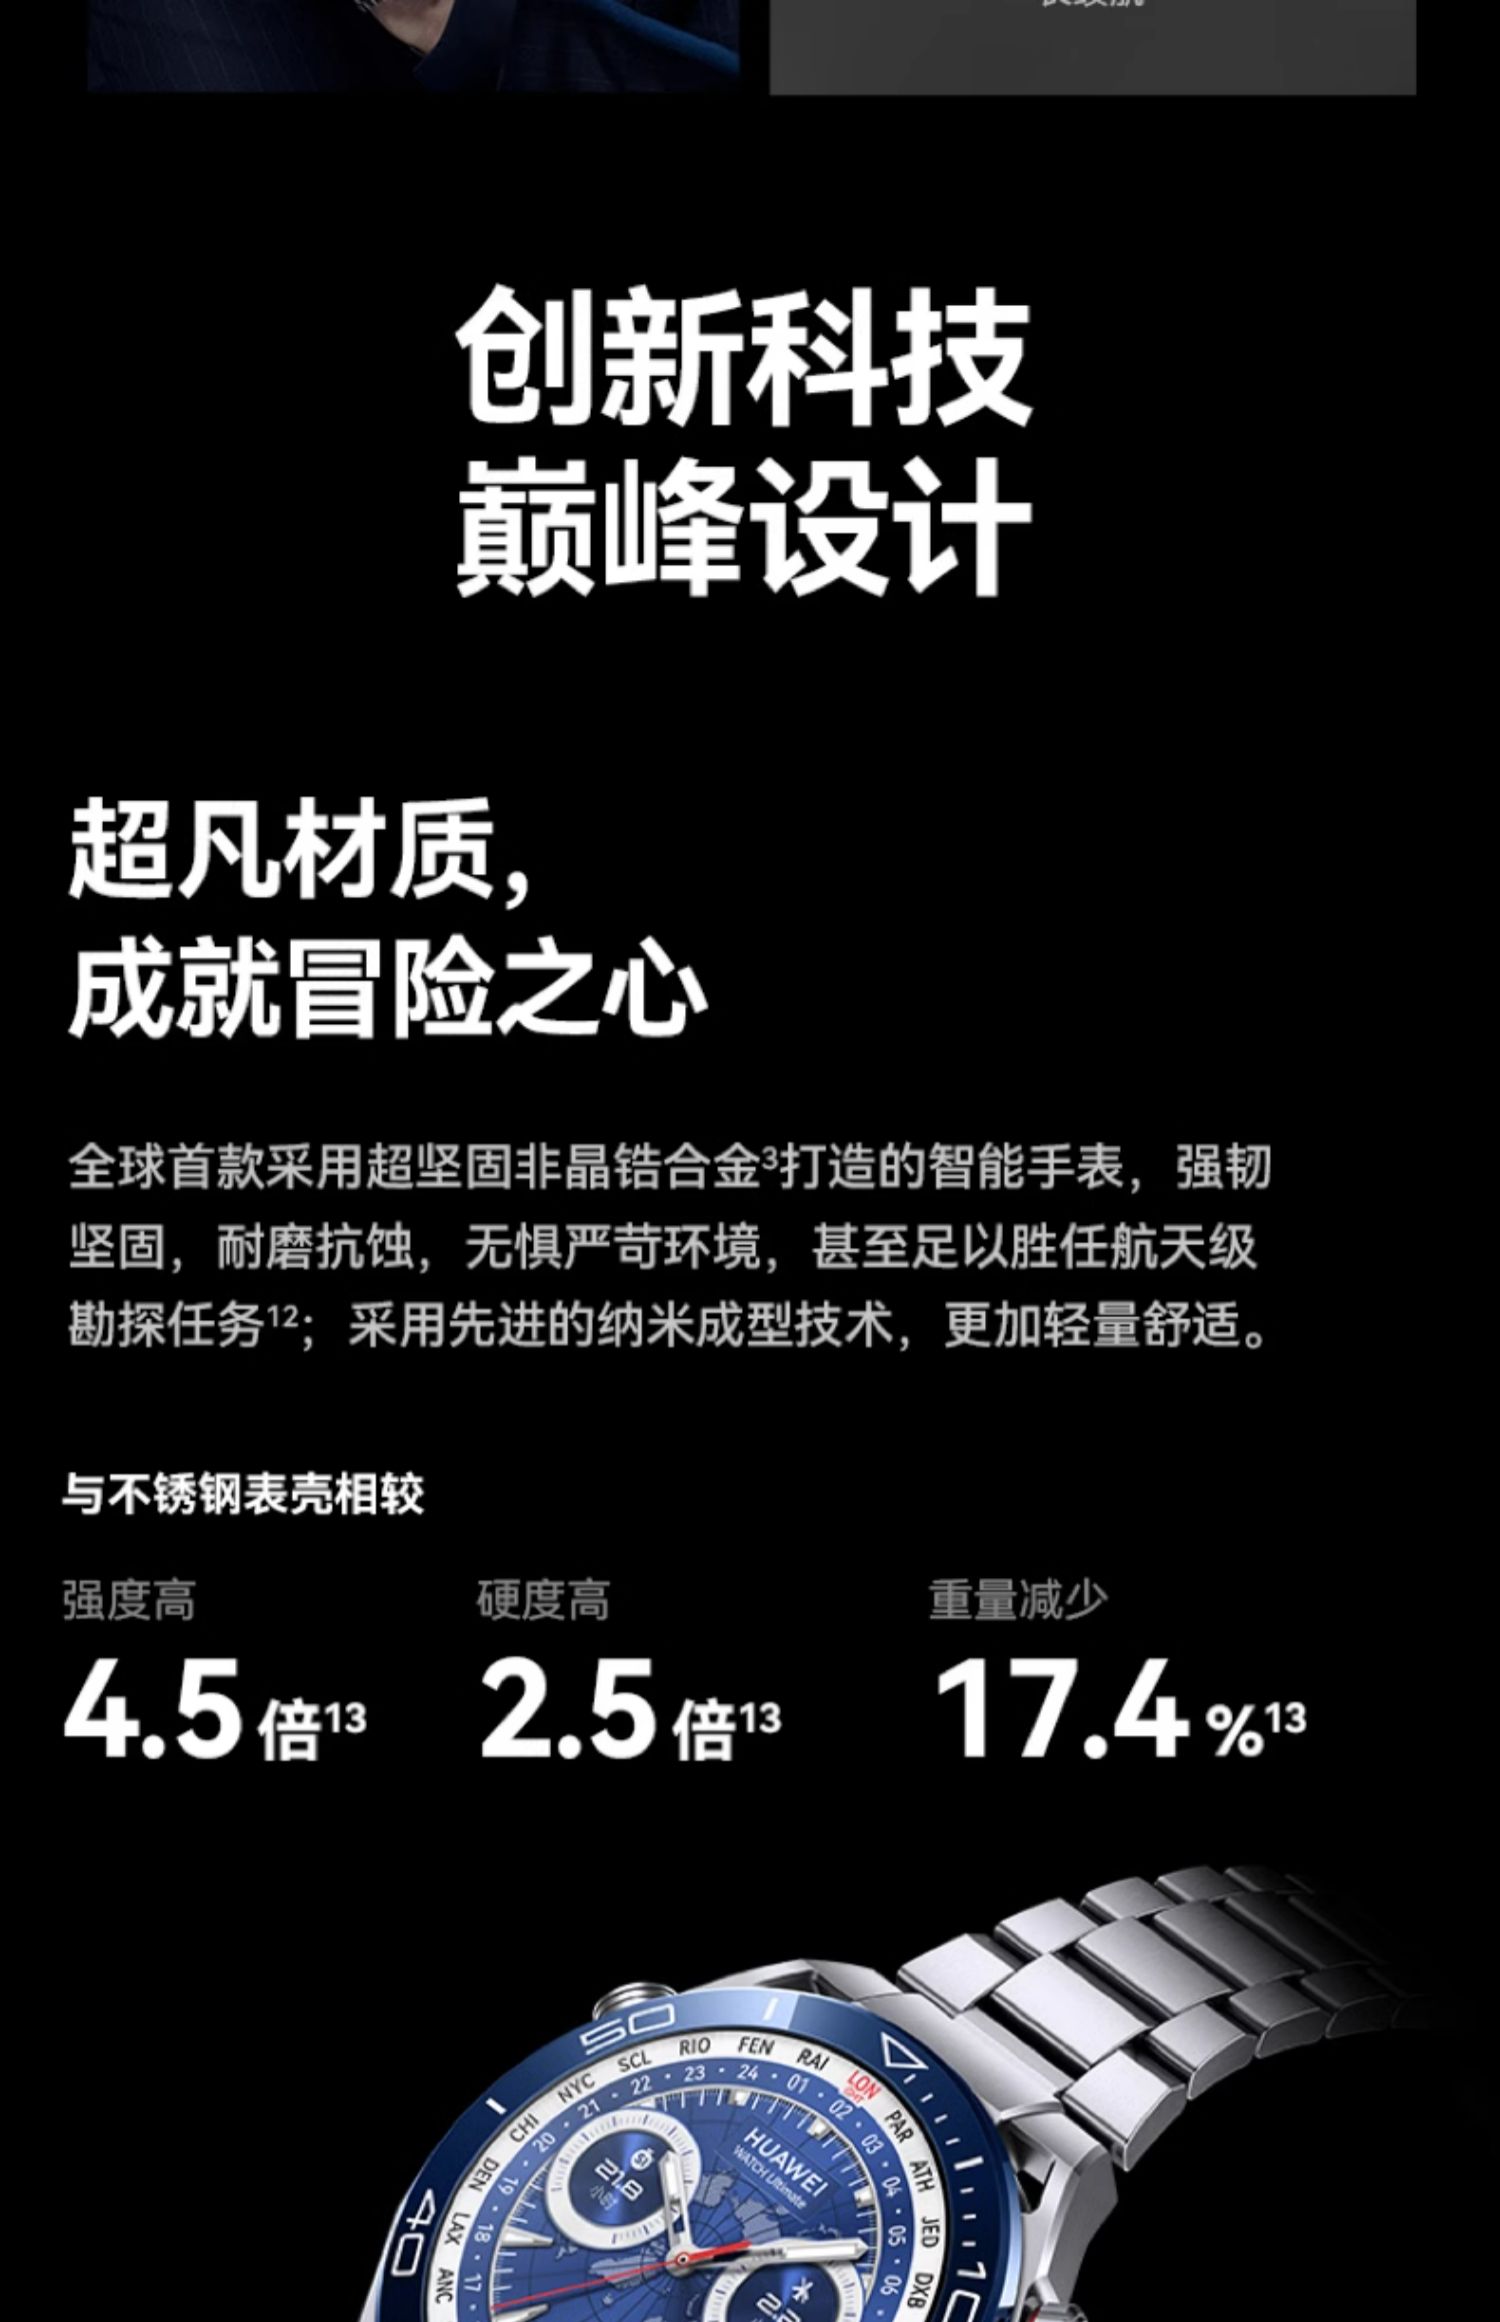 创新科技
巅峰设计
超凡材质，
成就冒险之心
全球首款采用超坚固非晶锆合金³打造的智能手表，强韧
坚固，耐磨抗蚀，无惧严苛环境，甚至足以胜任航天级
勘探任务¹²；采用先进的纳米成型技术，更加轻量舒适。
与不锈钢表壳相较
强度高 硬度高 重量减少
4.5倍¹³ 2.5倍¹³ 17.4%¹³
50
40
10
ANC LAX DEN CHI NYC SCL RIO FEN RAI LON PAR ATH JED DXB
GMT
17 18 19 20 21 22 23 24 01 02 03 04 05 06
HUAWEI
WATCH Ultimate
21.8
小时